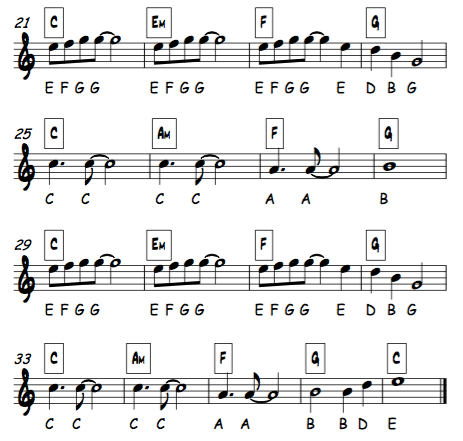 21 C Em F G
E F G G E F G G E F G G E D B G
25 C Am F G
C C C C A A B
29 C Em F G
E F G G E F G G E F G G E D B G
33 C Am F G C
C C C C A A B B D E